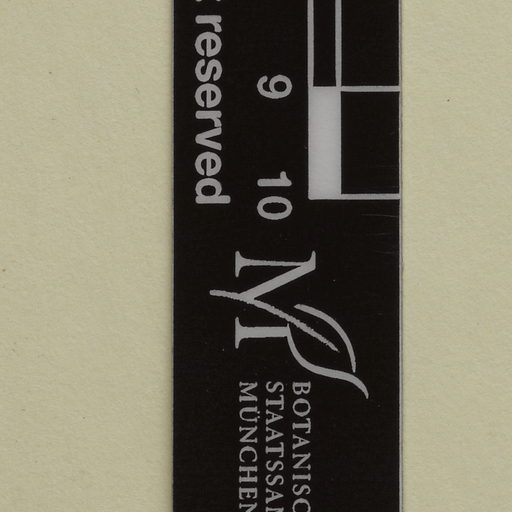 reserved
9 10
M
BOTANISC
STAATSSAM
MÜNCHEN